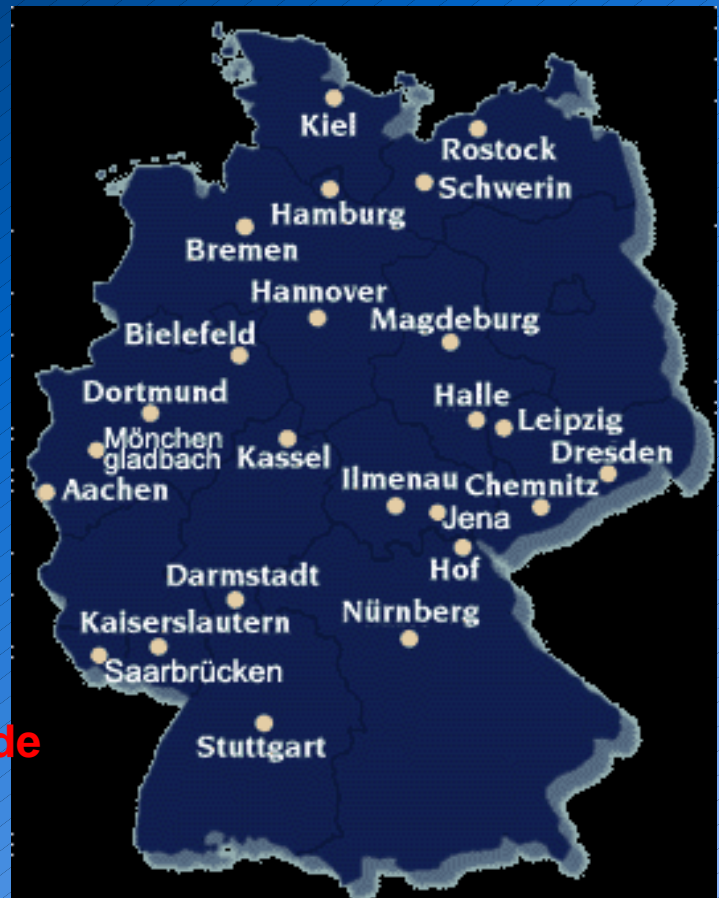 Kiel
Rostock
Schwerin
Hamburg
Bremen
Hannover
Magdeburg
Bielefeld
Dortmund
Halle
Leipzig
Mönchen
gladbach
Kassel
Dresden
Aachen
Ilmenau
Chemnitz
Jena
Hof
Darmstadt
Nürnberg
Kaiserslautern
Saarbrücken
de
Stuttgart